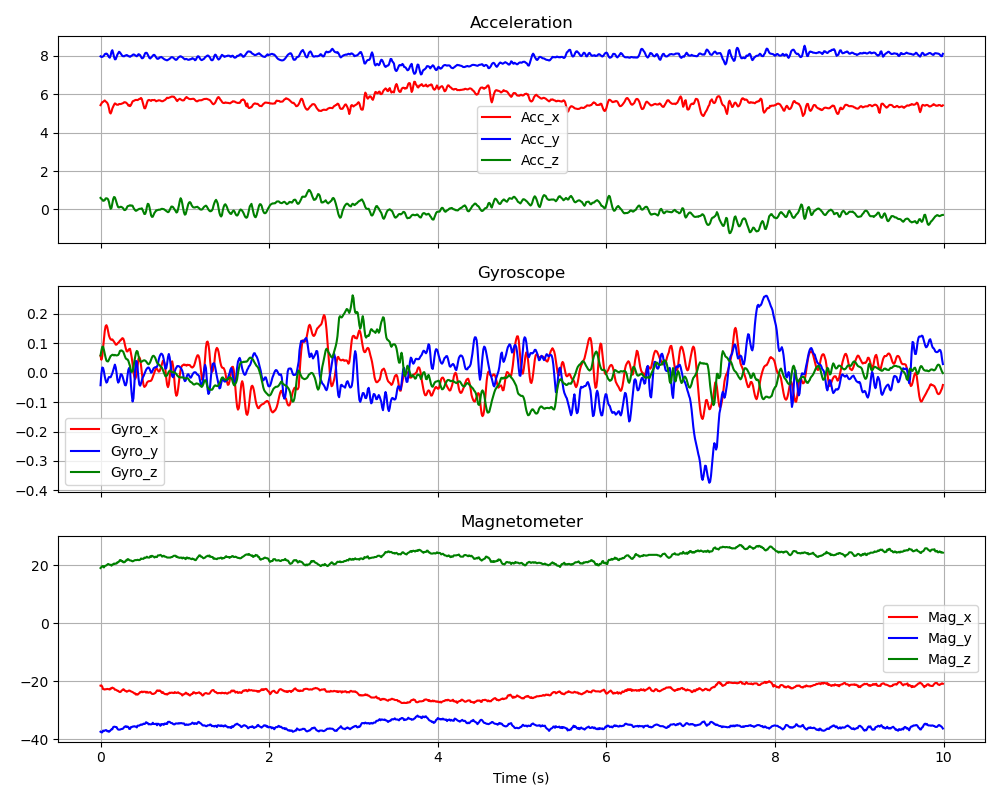 Acceleration
8
6
4
2
0
Acc_x
Acc_y
Acc_z
Gyroscope
0.2
0.1
0.0
−0.1
−0.2
−0.3
−0.4
Gyro_x
Gyro_y
Gyro_z
Magnetometer
20
0
−20
−40
Mag_x
Mag_y
Mag_z
0 2 4 6 8 10
Time (s)